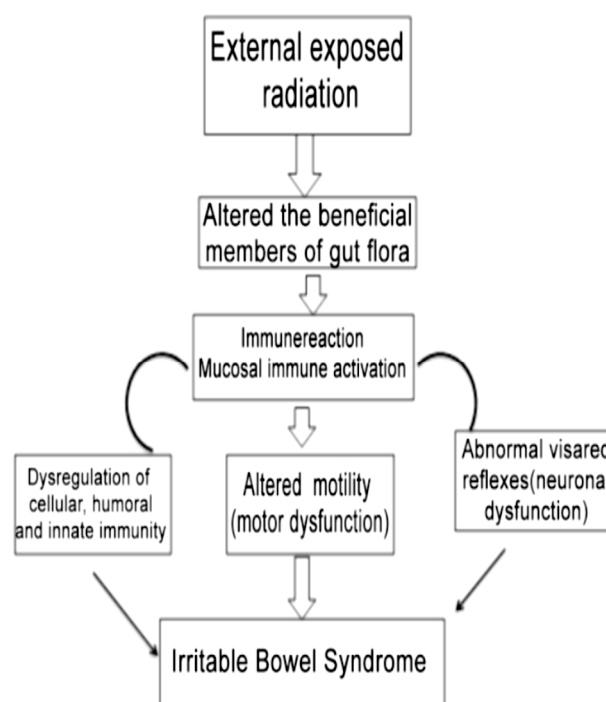 External exposed
radiation
Altered the beneficial
members of gut flora
Immunereaction
Mucosal immune activation
Dysregulation of
cellular, humoral
and innate immunity
Altered motility
(motor dysfunction)
Abnormal visared
reflexes(neurona
dysfunction)
Irritable Bowel Syndrome